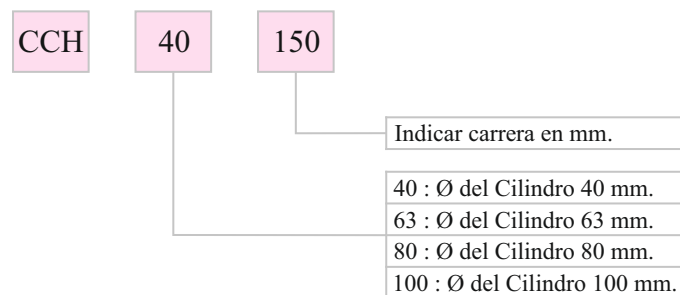 CCH 40 150
Indicar carrera en mm.
40 : Ø del Cilindro 40 mm.
63 : Ø del Cilindro 63 mm.
80 : Ø del Cilindro 80 mm.
100 : Ø del Cilindro 100 mm.